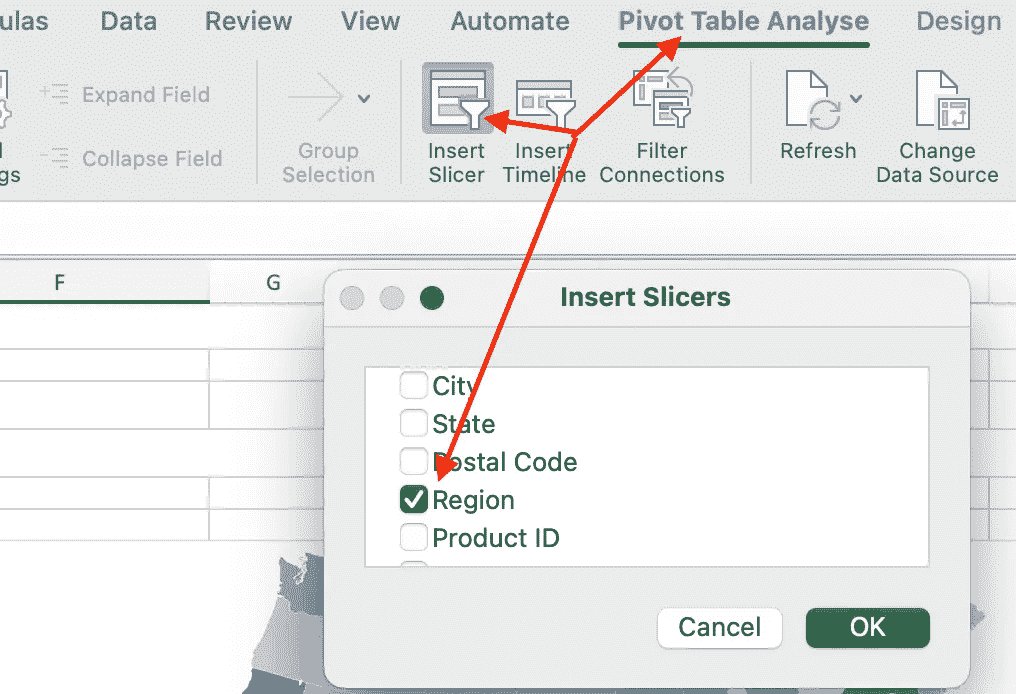 ulas Data Review View Automate Pivot Table Analyse Design
Expand Field
Collapse Field
gs
Group
Selection
Insert
Slicer
Insert
Timeline
Filter
Connections
Refresh
Change
Data Source
F G
Insert Slicers
City
State
Postal Code
Region
Product ID
Cancel OK